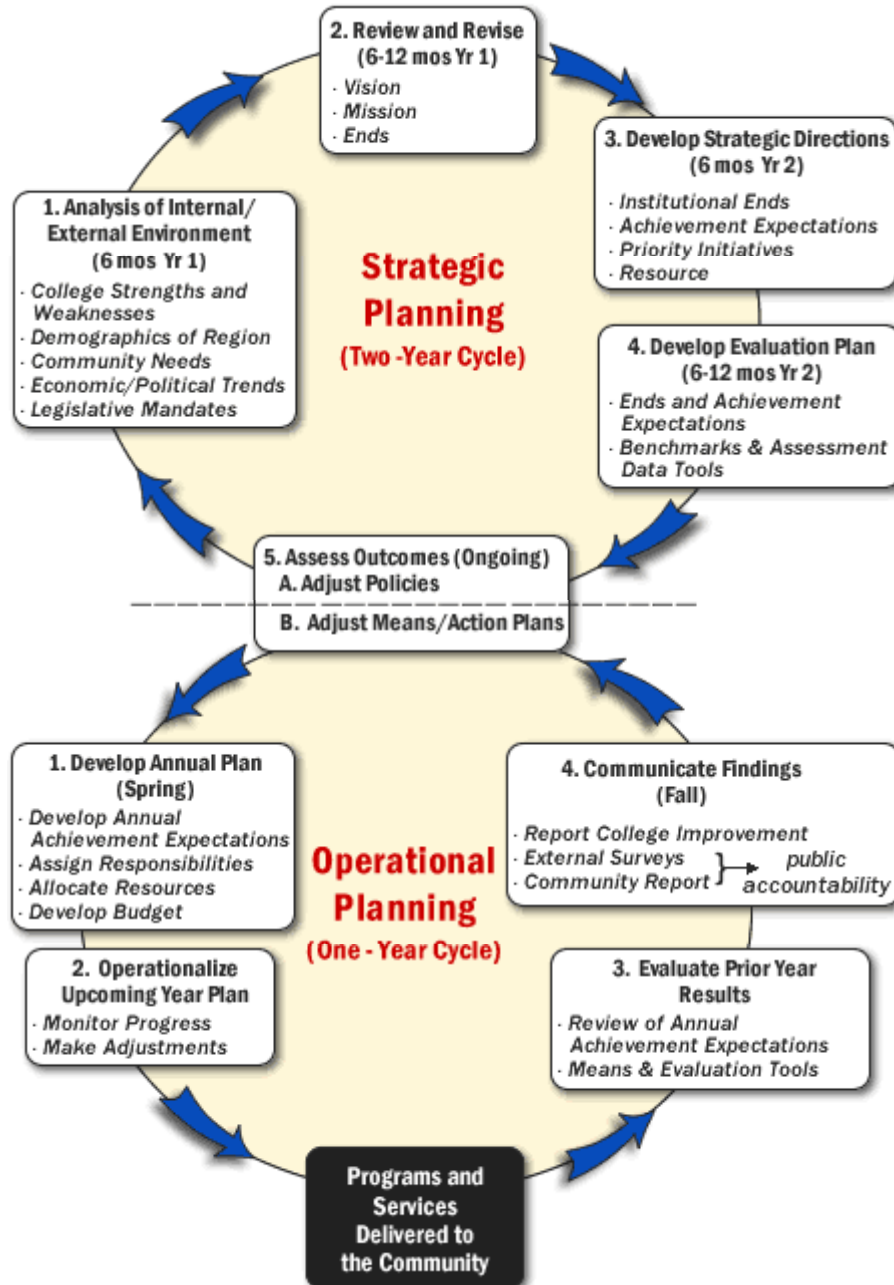 2. Review and Revise
(6-12 mos Yr 1)
· Vision
· Mission
· Ends
3. Develop Strategic Directions
(6 mos Yr 2)
· Institutional Ends
· Achievement Expectations
· Priority Initiatives
· Resource
1. Analysis of Internal/
External Environment
(6 mos Yr 1)
· College Strengths and
Weaknesses
· Demographics of Region
· Community Needs
· Economic/Political Trends
· Legislative Mandates
Strategic
Planning
(Two -Year Cycle)
4. Develop Evaluation Plan
(6-12 mos Yr 2)
· Ends and Achievement
Expectations
· Benchmarks & Assessment
Data Tools
5. Assess Outcomes (Ongoing)
A. Adjust Policies
B. Adjust Means/Action Plans
1. Develop Annual Plan
(Spring)
· Develop Annual
Achievement Expectations
· Assign Responsibilities
· Allocate Resources
· Develop Budget
4. Communicate Findings
(Fall)
· Report College Improvement
· External Surveys
· Community Report
public
accountability
Operational
Planning
(One - Year Cycle)
2. Operationalize
Upcoming Year Plan
· Monitor Progress
· Make Adjustments
3. Evaluate Prior Year
Results
· Review of Annual
Achievement Expectations
· Means & Evaluation Tools
Programs and
Services
Delivered to
the Community